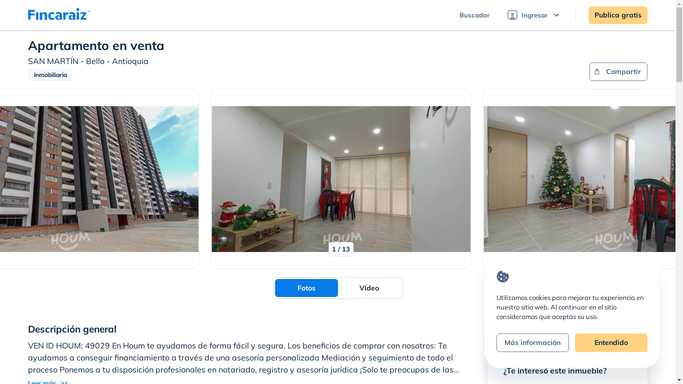 Fincaraiz
Buscador
Ingresar
Publica gratis
Apartamento en venta
SAN MARTÍN - Bello - Antioquia
Inmobiliaria
Compartir
HOUM
HOUM
HOUM
1 / 13
Fotos
Video
Descripción general
VEN ID HOUM: 49029 En Houm te ayudamos de forma fácil y segura. Los beneficios de comprar con nosotros: Te
ayudamos a conseguir financiamiento a través de una asesoría personalizada Mediación y seguimiento de todo el
proceso Ponemos a tu disposición profesionales en notariado, registro y asesoría jurídica ¡Solo te preocupas de las...
Leer más
Utilizamos cookies para mejorar tu experiencia en
nuestro sitio web. Al continuar en el sitio
consideramos que aceptas su uso.
Más información
Entendido
¿Te interesó este inmueble?